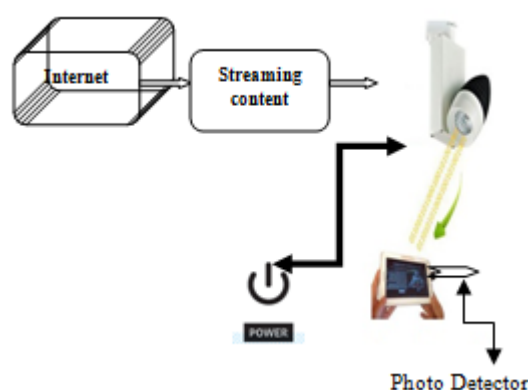 Internet
Streaming
content
POWER
Photo Detector